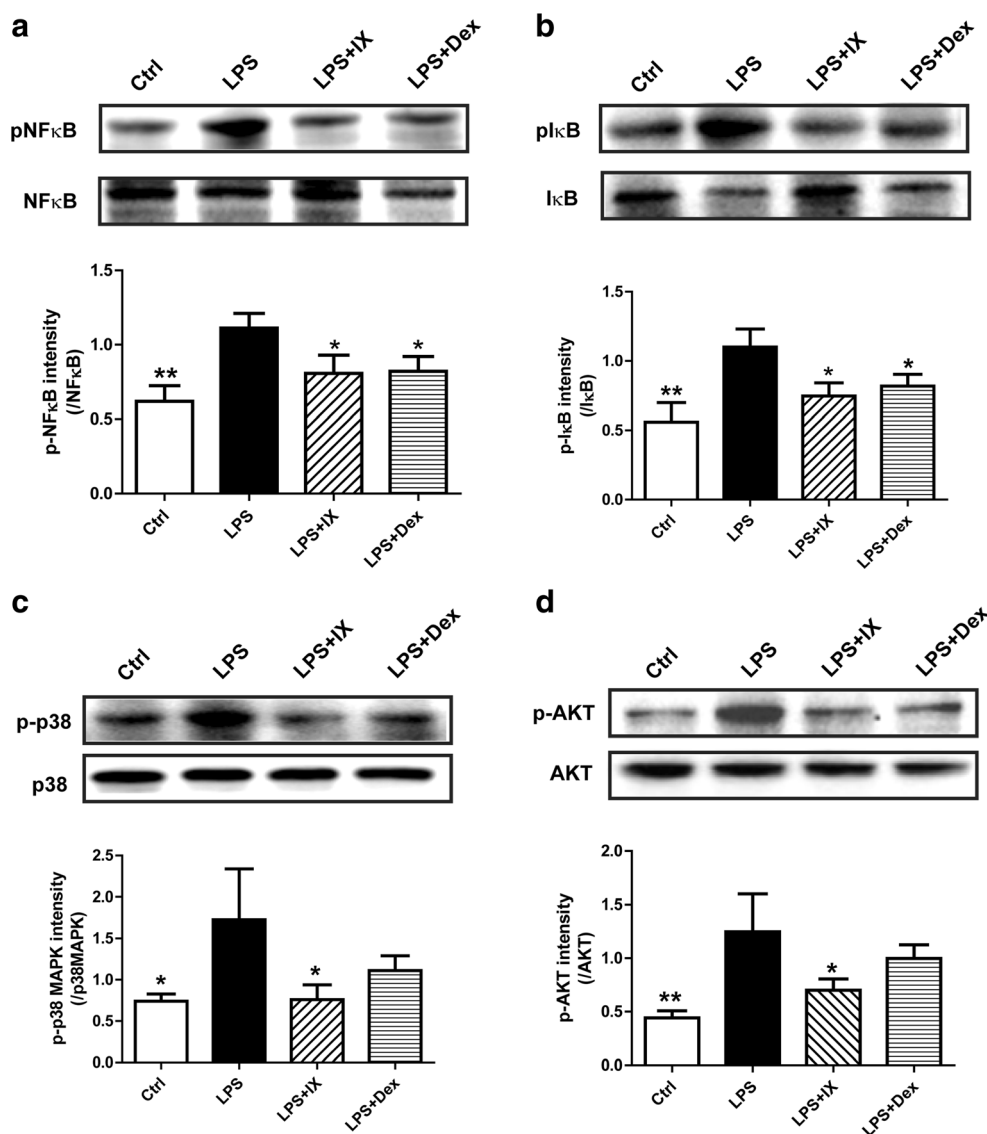 a
Ctrl LPS LPS+IX LPS+Dex
pNFκB
NFκB
p-NFκB intensity
(/NFκB)
1.5
1.0
0.5
0.0
** * *
Ctrl LPS LPS+IX LPS+Dex
b
Ctrl LPS LPS+IX LPS+Dex
pIκB
IκB
p-IκB intensity
(/IκB)
1.5
1.0
0.5
0.0
** * *
Ctrl LPS LPS+IX LPS+Dex
c
Ctrl LPS LPS+IX LPS+Dex
p-p38
p38
p-p38 MAPK intensity
(/p38MAPK)
2.5
2.0
1.5
1.0
0.5
0.0
* *
Ctrl LPS LPS+IX LPS+Dex
d
Ctrl LPS LPS+IX LPS+Dex
p-AKT
AKT
p-AKT intensity
(/AKT)
2.0
1.5
1.0
0.5
0.0
** *
Ctrl LPS LPS+IX LPS+Dex